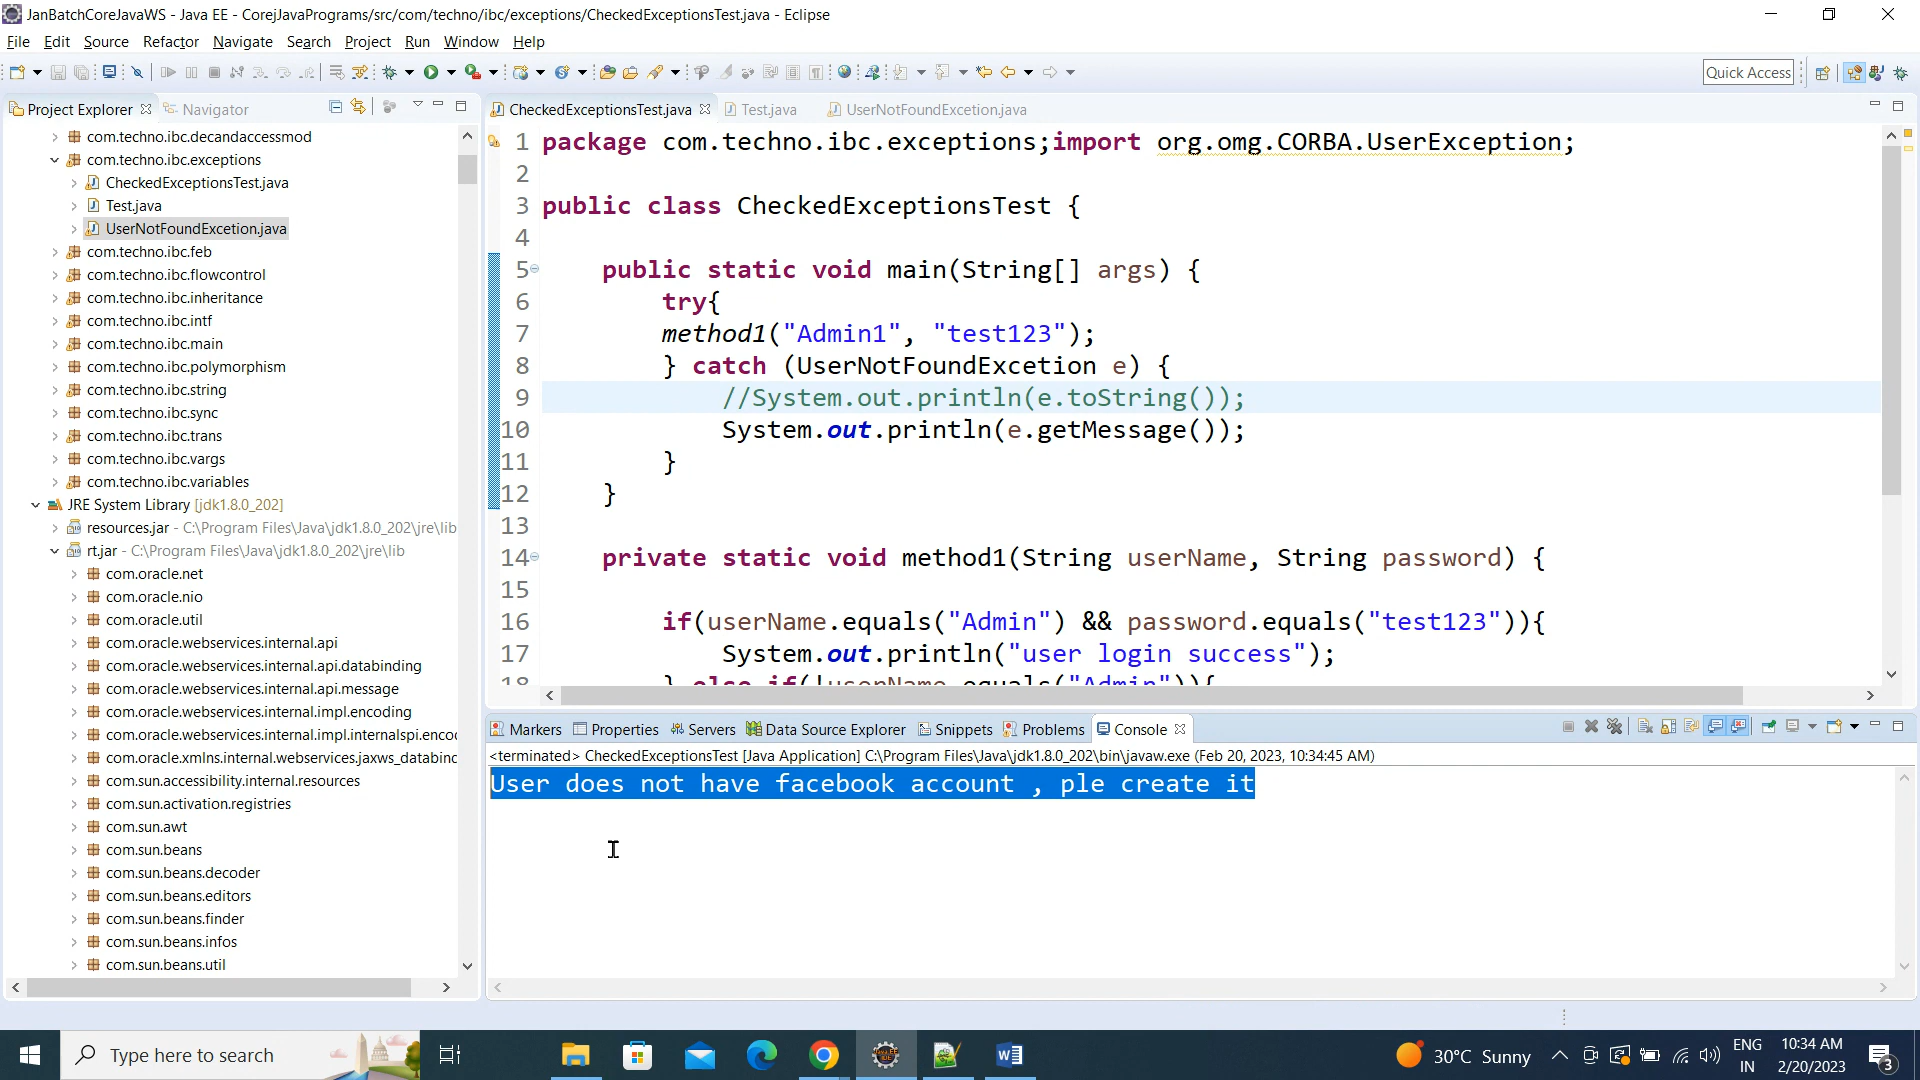 JanBatchCoreJavaWS - Java EE - CorejJavaPrograms/src/com/techno/ibc/exceptions/CheckedExceptionsTest.java - Eclipse
File Edit Source Refactor Navigate Search Project Run Window Help
Quick Access
Project Explorer Navigator
com.techno.ibc.decandaccessmod
com.techno.ibc.exceptions
CheckedExceptionsTest.java
Test.java
UserNotFoundExcetion.java
com.techno.ibc.feb
com.techno.ibc.flowcontrol
com.techno.ibc.inheritance
com.techno.ibc.intf
com.techno.ibc.main
com.techno.ibc.polymorphism
com.techno.ibc.string
com.techno.ibc.sync
com.techno.ibc.trans
com.techno.ibc.vargs
com.techno.ibc.variables
JRE System Library [jdk1.8.0_202]
resources.jar - C:\Program Files\Java\jdk1.8.0_202\jre\lib
rt.jar - C:\Program Files\Java\jdk1.8.0_202\jre\lib
com.oracle.net
com.oracle.nio
com.oracle.util
com.oracle.webservices.internal.api
com.oracle.webservices.internal.api.databinding
com.oracle.webservices.internal.api.message
com.oracle.webservices.internal.impl.encoding
com.oracle.webservices.internal.impl.internalspi.enco
com.oracle.xmlns.internal.webservices.jaxws_databinc
com.sun.accessibility.internal.resources
com.sun.activation.registries
com.sun.awt
com.sun.beans
com.sun.beans.decoder
com.sun.beans.editors
com.sun.beans.finder
com.sun.beans.infos
com.sun.beans.util
CheckedExceptionsTest.java Test.java UserNotFoundExcetion.java
1 package com.techno.ibc.exceptions;import org.omg.CORBA.UserException;
2
3 public class CheckedExceptionsTest {
4
5 public static void main(String[] args) {
6 try{
7 method1("Admin1", "test123");
8 } catch (UserNotFoundExcetion e) {
9 //System.out.println(e.toString());
10 System.out.println(e.getMessage());
11 }
12 }
13
14 private static void method1(String userName, String password) {
15
16 if(userName.equals("Admin") && password.equals("test123")){
17 System.out.println("user login success");
18 } else if(!userName.equals("Admin")){
Markers Properties Servers Data Source Explorer Snippets Problems Console
<terminated> CheckedExceptionsTest [Java Application] C:\Program Files\Java\jdk1.8.0_202\bin\javaw.exe (Feb 20, 2023, 10:34:45 AM)
User does not have facebook account , ple create it
Type here to search
30°C Sunny
ENG
IN
10:34 AM
2/20/2023
3